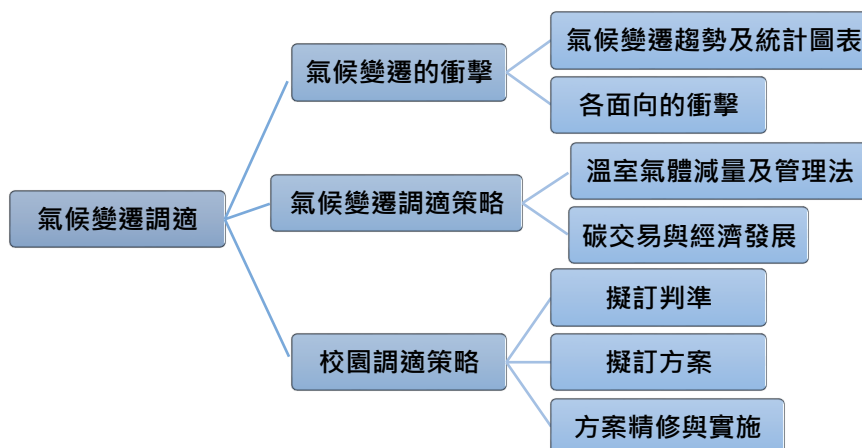 氣候變遷調適
氣候變遷的衝擊
氣候變遷趨勢及統計圖表
各面向的衝擊
氣候變遷調適策略
溫室氣體減量及管理法
碳交易與經濟發展
校園調適策略
擬訂判準
擬訂方案
方案精修與實施